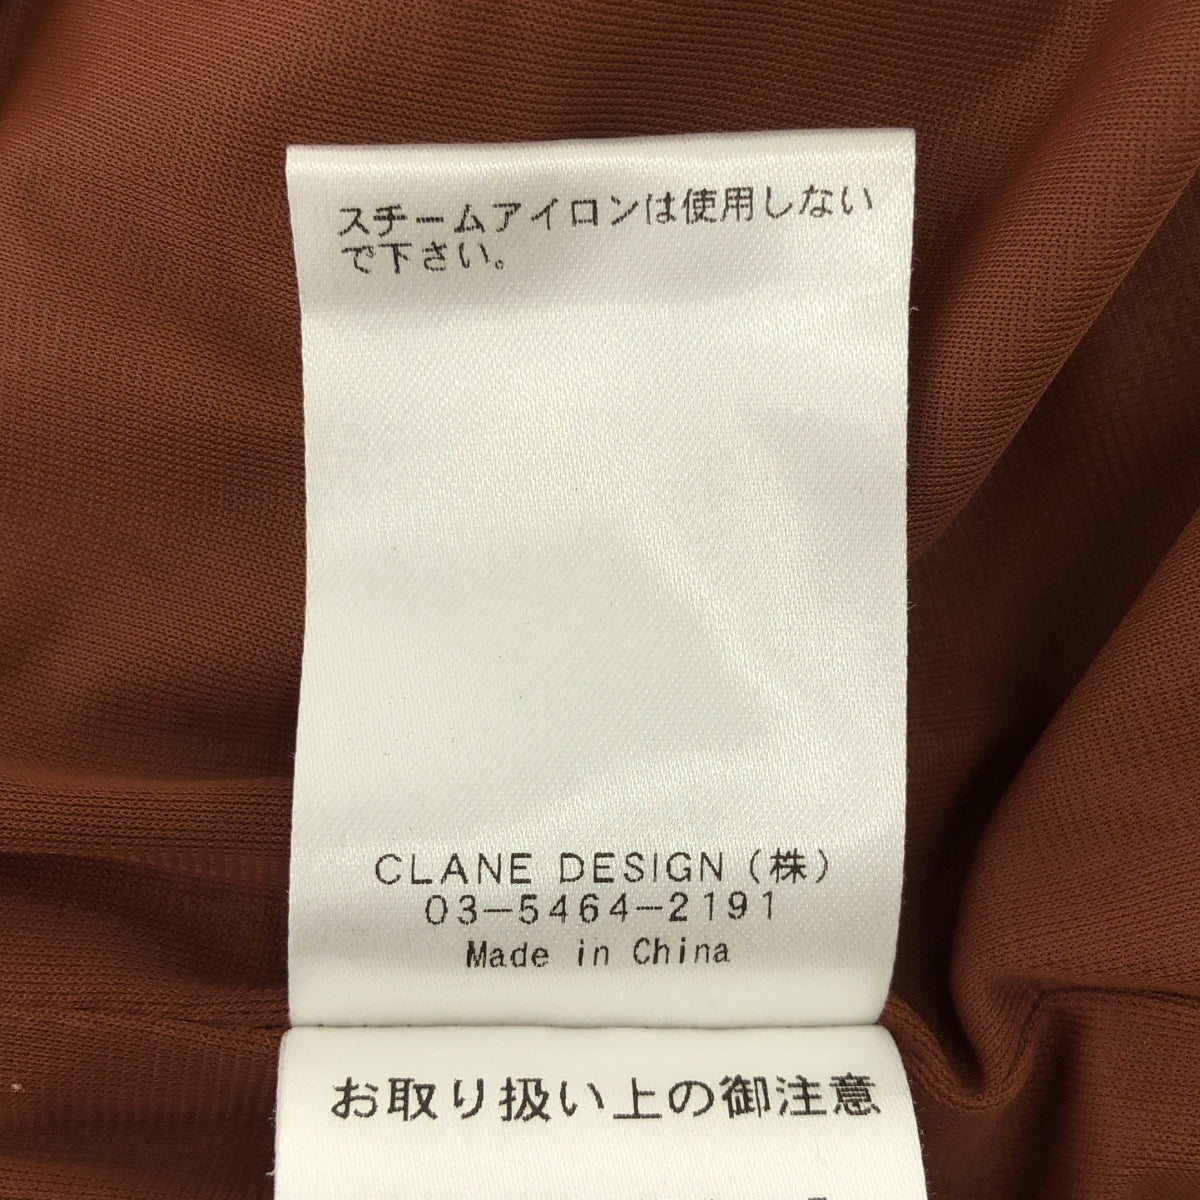 スチームアイロンは使用しない
で下さい。
CLANE DESIGN (株)
03-5464-2191
Made in China
お取り扱い上の御注意